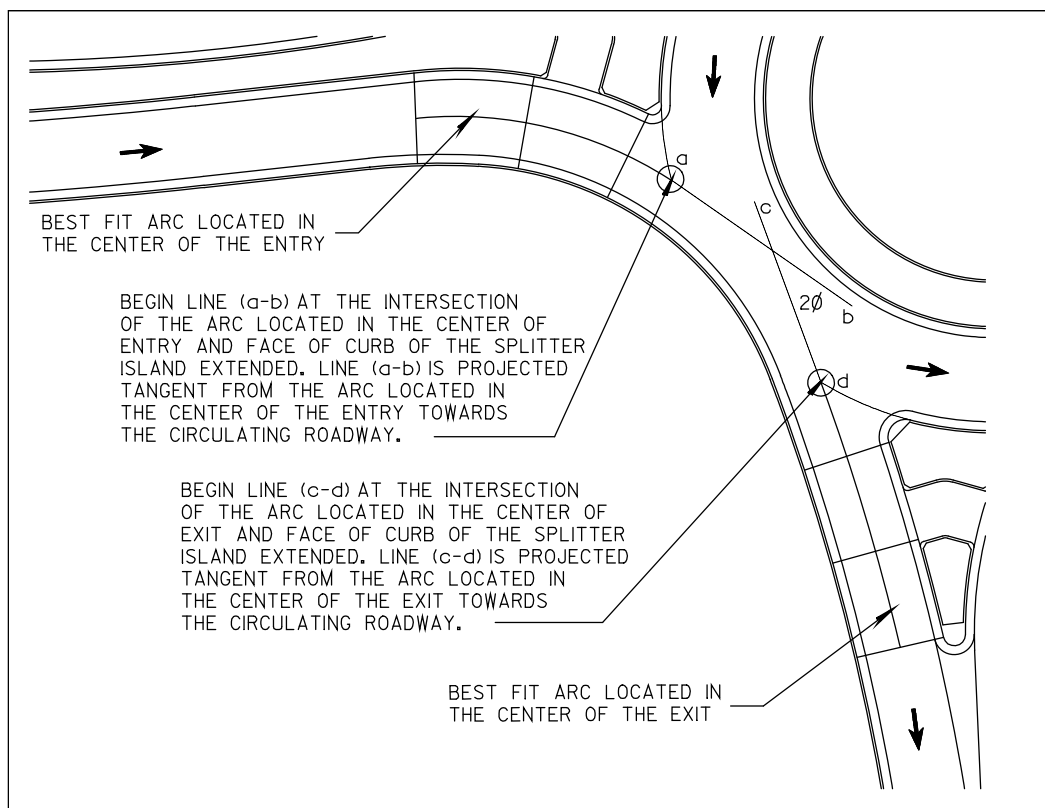 a
c
BEST FIT ARC LOCATED IN
THE CENTER OF THE ENTRY
2Ø
b
BEGIN LINE (a-b) AT THE INTERSECTION
OF THE ARC LOCATED IN THE CENTER OF
ENTRY AND FACE OF CURB OF THE SPLITTER
ISLAND EXTENDED. LINE (a-b) IS PROJECTED
TANGENT FROM THE ARC LOCATED IN
THE CENTER OF THE ENTRY TOWARDS
THE CIRCULATING ROADWAY.
d
BEGIN LINE (c-d) AT THE INTERSECTION
OF THE ARC LOCATED IN THE CENTER OF
EXIT AND FACE OF CURB OF THE SPLITTER
ISLAND EXTENDED. LINE (c-d) IS PROJECTED
TANGENT FROM THE ARC LOCATED IN
THE CENTER OF THE EXIT TOWARDS
THE CIRCULATING ROADWAY.
BEST FIT ARC LOCATED IN
THE CENTER OF THE EXIT